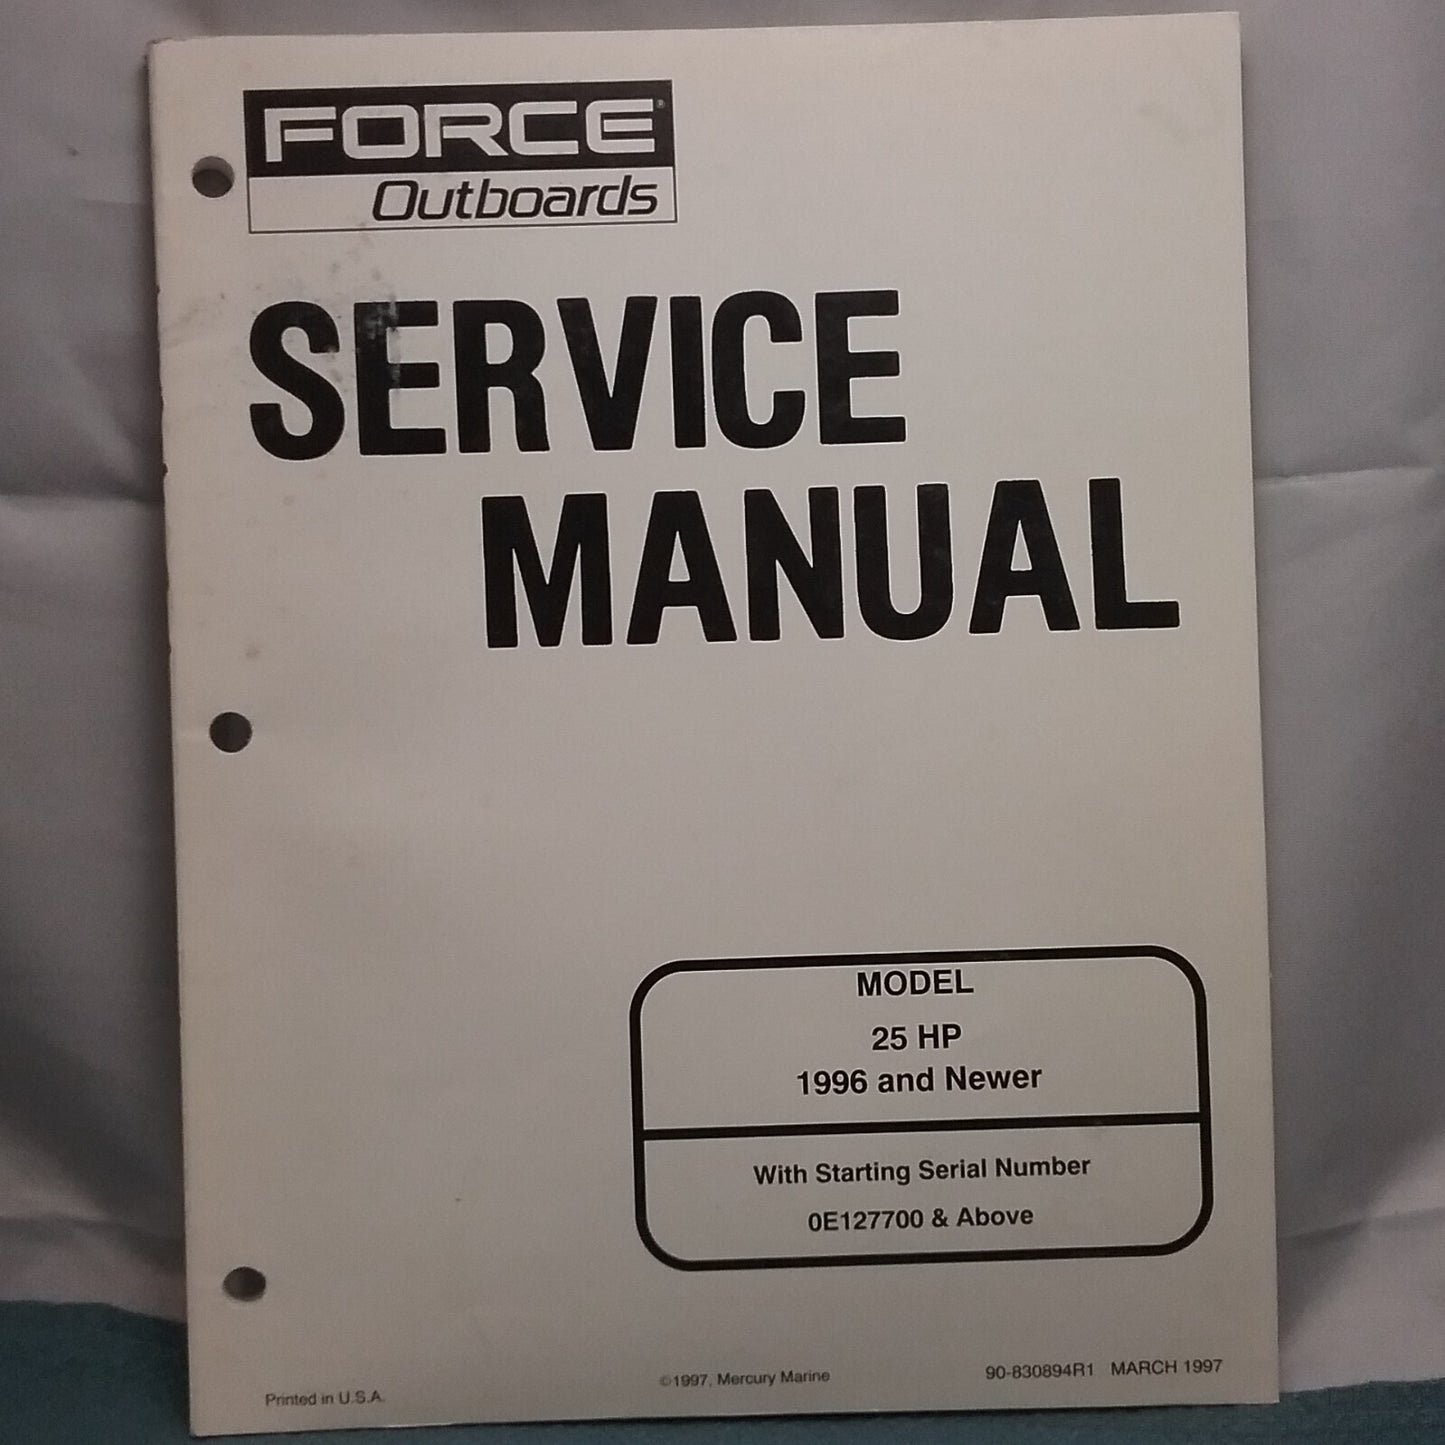 FORCE®
Outboards
SERVICE
MANUAL
MODEL
25 HP
1996 and Newer
With Starting Serial Number
0E127700 & Above
Printed in U.S.A.
©1997, Mercury Marine
90-830894R1 MARCH 1997